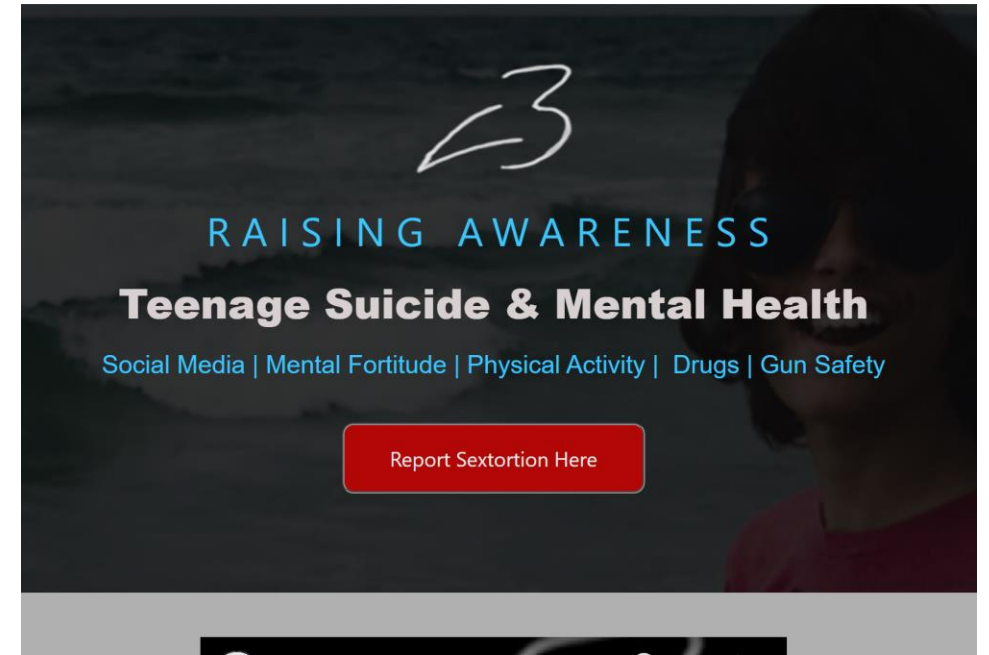 RAISING AWARENESS
Teenage Suicide & Mental Health
Social Media | Mental Fortitude | Physical Activity | Drugs | Gun Safety
Report Sextortion Here